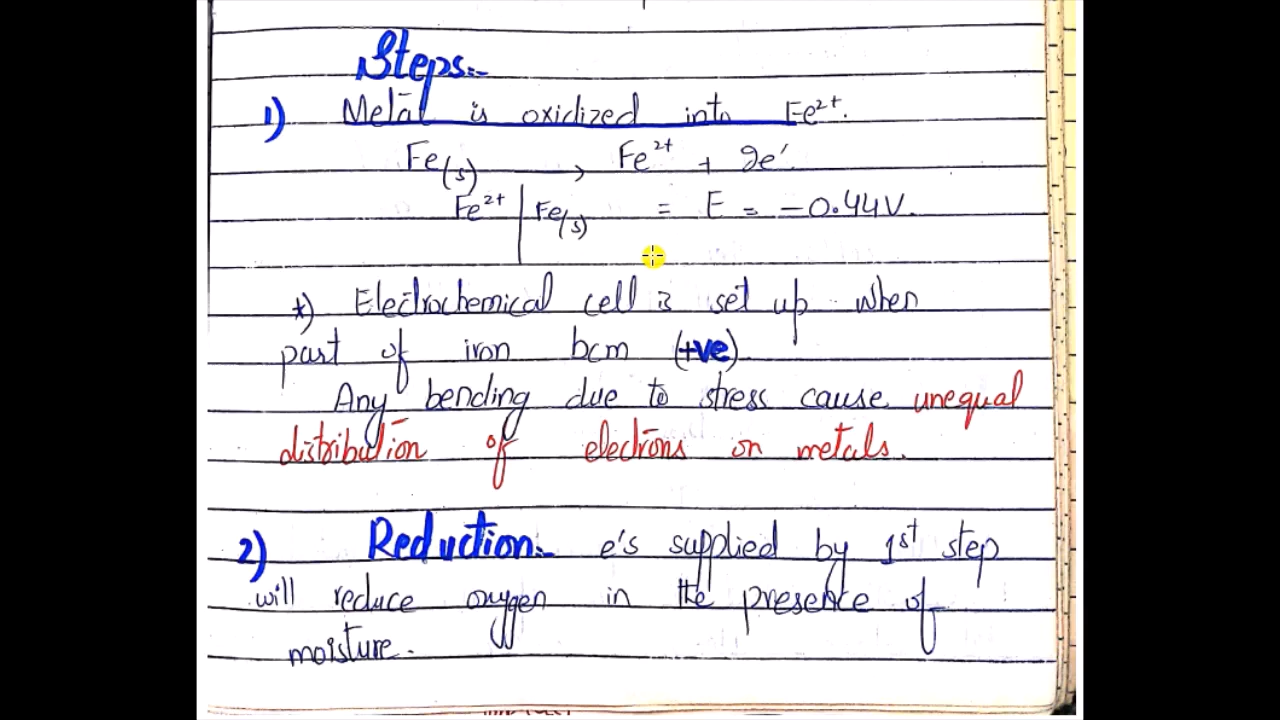 Steps:-
1) Metal is oxidized into Fe²⁺.
Fe(s) → Fe²⁺ + 2e'
Fe²⁺ | Fe(s) = E = -0.44V.
*) Electrochemical cell is set up when
part of iron bcm (+ve).
Any bending due to stress cause unequal
distribution of electrons on metals.
2) Reduction:- e's supplied by 1st step
will reduce oxygen in the presence of
moisture.